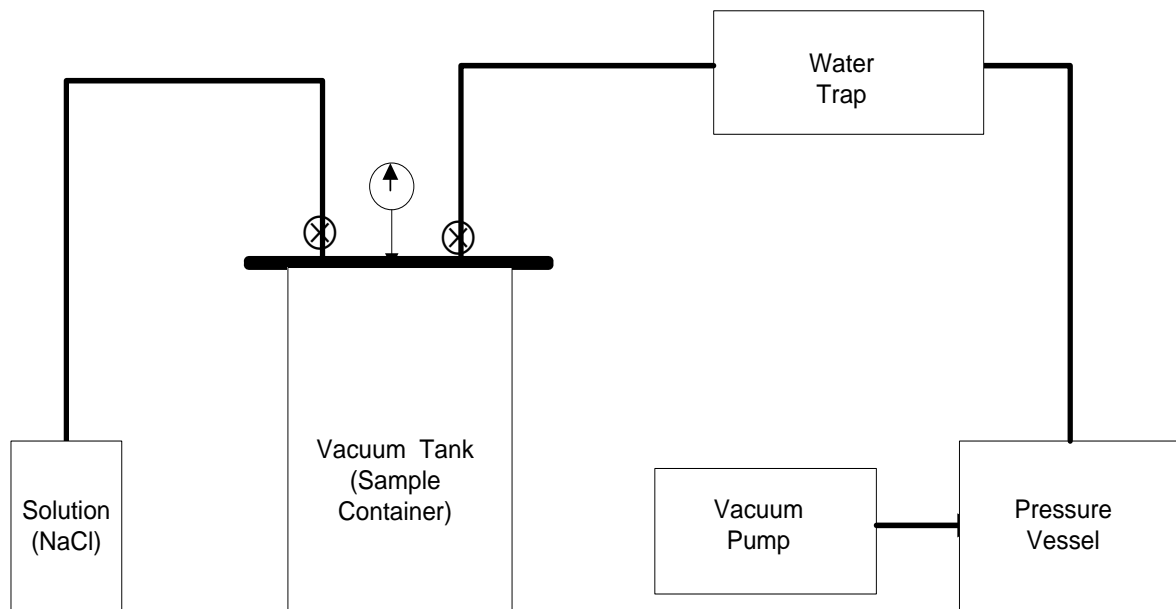 Water
Trap
Vacuum Tank
(Sample
Container)
Solution
(NaCl)
Vacuum
Pump
Pressure
Vessel